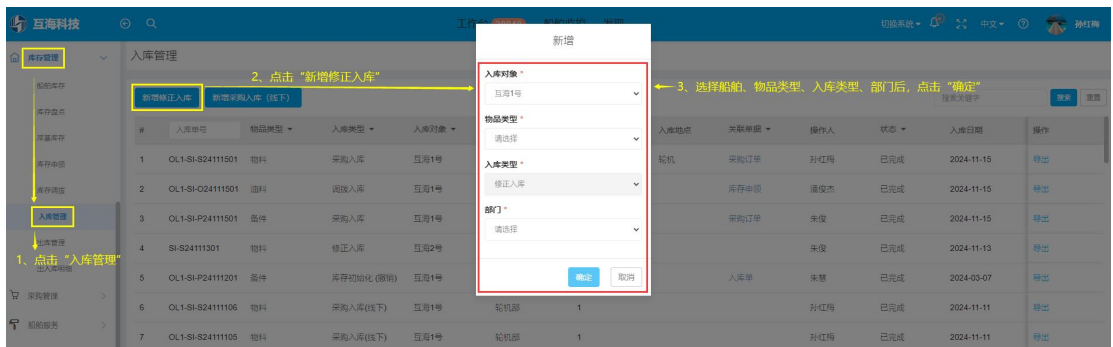 互海科技
工作台 28949 船舶监控 发现
切换系统 中文 孙红梅
库存管理
船舶库存
库存盘点
岸基库存
库存申领
库存调度
入库管理
出库管理
出入库明细
采购管理
船舶服务
1、点击“入库管理”
入库管理
2、点击“新增修正入库”
新增修正入库 新增采购入库（线下）
搜索关键字 搜索 重置
# 入库单号 物品类型 入库类型 入库对象 入库地点 关联单据 操作人 状态 入库日期 操作
1 OL1-SI-S24111501 物料 采购入库 互海1号 轮机 采购订单 孙红梅 已完成 2024-11-15 导出
2 OL1-SI-O24111501 油料 调拨入库 互海1号 库存申领 潘俊杰 已完成 2024-11-15 导出
3 OL1-SI-P24111501 备件 采购入库 互海1号 采购订单 朱俊 已完成 2024-11-15 导出
4 SI-S24111301 物料 修正入库 互海2号 朱俊 已完成 2024-11-13 导出
5 OL1-SI-P24111201 备件 库存初始化 (撤销) 互海1号 入库单 朱慧 已完成 2024-03-07 导出
6 OL1-SI-S24111106 物料 采购入库(线下) 互海1号 轮机部 1 孙红梅 已完成 2024-11-11 导出
7 OL1-SI-S24111105 物料 采购入库(线下) 互海1号 轮机部 1 孙红梅 已完成 2024-11-11 导出
新增
入库对象 *
互海1号
物品类型 *
请选择
入库类型 *
修正入库
部门 *
请选择
确定 取消
3、选择船舶、物品类型、入库类型、部门后，点击“确定”